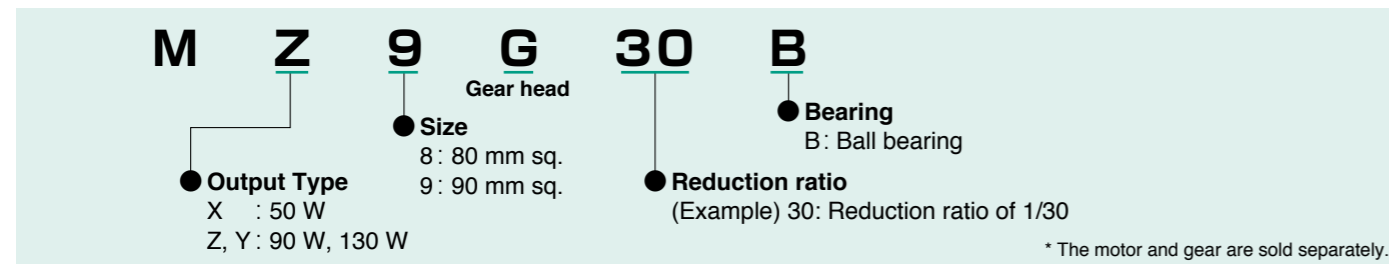 M Z 9 G 30 B
Gear head
Size
8: 80 mm sq.
9: 90 mm sq.
Bearing
B: Ball bearing
Output Type
X : 50 W
Z, Y: 90 W, 130 W
Reduction ratio
(Example) 30: Reduction ratio of 1/30
* The motor and gear are sold separately.